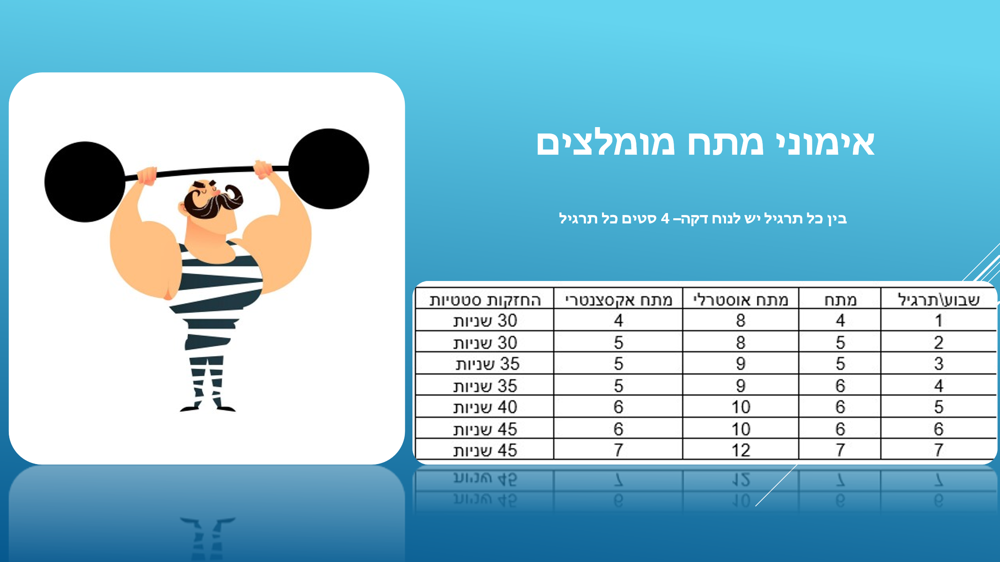 אימוני מתח מומלצים
בין כל תרגיל יש לנוח דקה– 4 סטים כל תרגיל
שבוע\תרגיל מתח מתח אוסטרלי מתח אקסצנטרי החזקות סטטיות
1 4 8 4 30 שניות
2 5 8 5 30 שניות
3 5 9 5 35 שניות
4 6 9 5 35 שניות
5 6 10 6 40 שניות
6 6 10 6 45 שניות
7 7 12 7 45 שניות